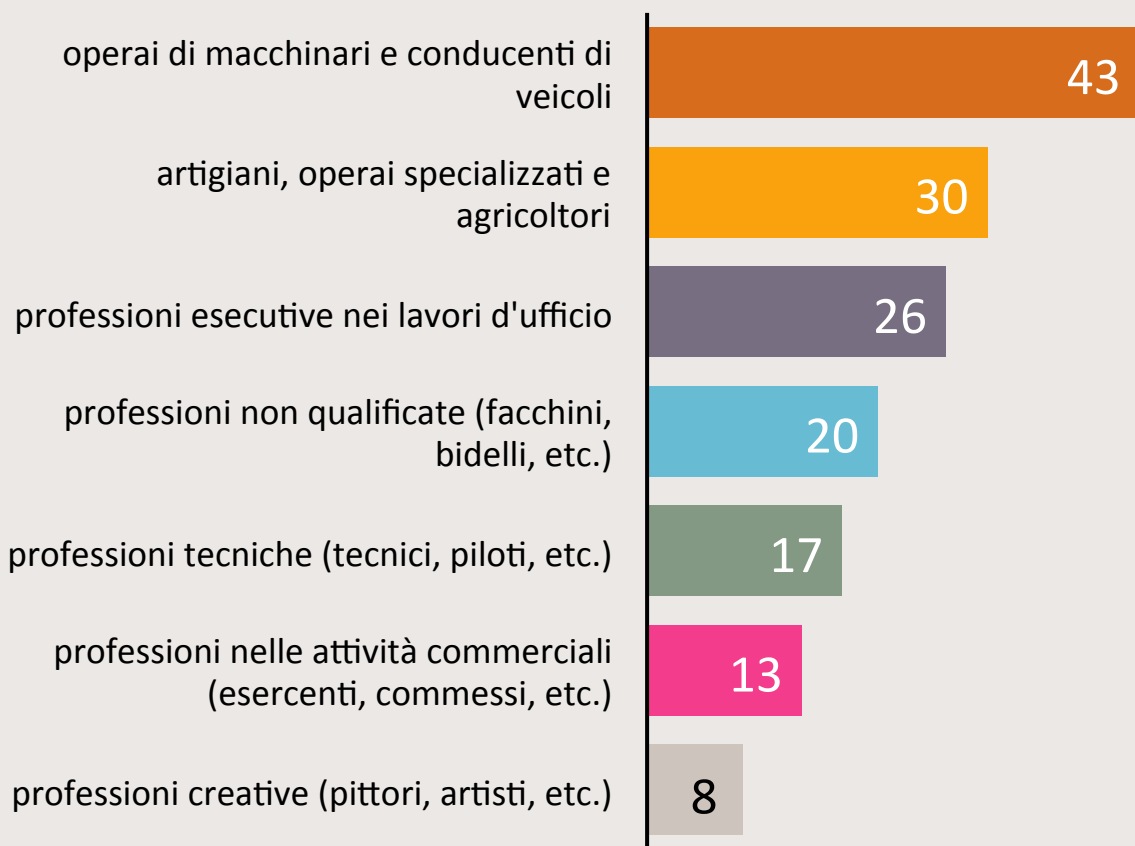 operai di macchinari e conducenti di
veicoli
43
artigiani, operai specializzati e
agricoltori
30
professioni esecutive nei lavori d'ufficio
26
professioni non qualificate (facchini,
bidelli, etc.)
20
professioni tecniche (tecnici, piloti, etc.)
17
professioni nelle attività commerciali
(esercenti, commessi, etc.)
13
professioni creative (pittori, artisti, etc.)
8